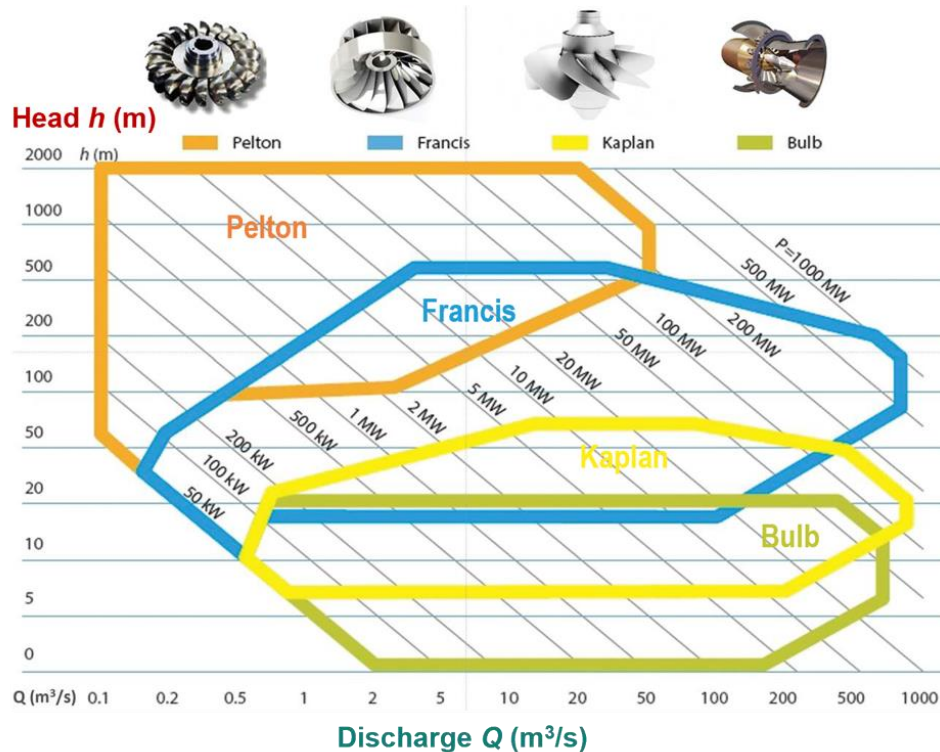 Head h (m)
Pelton
Francis
Kaplan
Bulb
2000 h (m)
1000
500
200
100
50
20
10
5
0
Pelton
Francis
Kaplan
Bulb
P=1000 MW
500 MW
200 MW
100 MW
50 MW
20 MW
10 MW
5 MW
2 MW
1 MW
500 kW
200 kW
100 kW
50 kW
Q (m³/s) 0.1 0.2 0.5 1 2 5 10 20 50 100 200 500 1000
Discharge Q (m³/s)